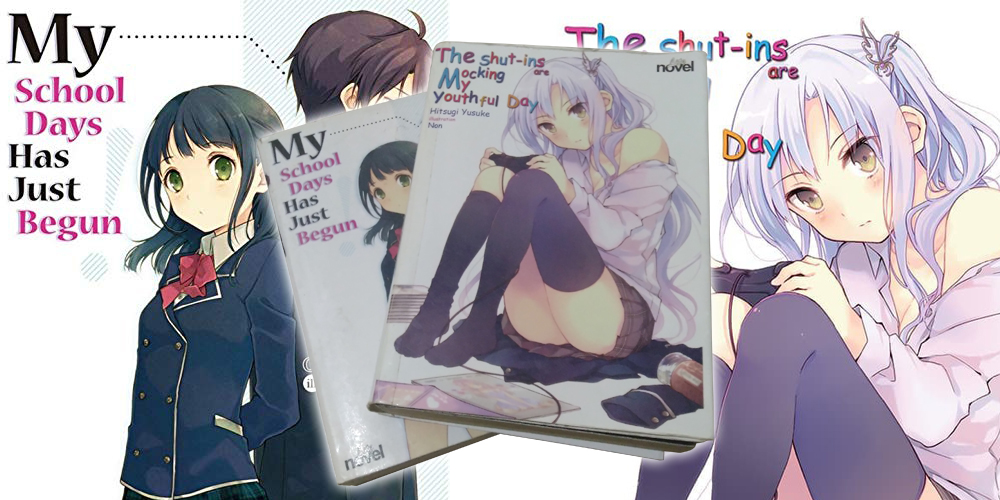 My
School
Days
Has
Just
Begun
My
School
Days
Has
Just
Begun
novel
The shut-ins
are
Mocking
My
youthful Day
Hitsugi Yusuke
Illustration
Non
novel
The shut-ins
are
Day